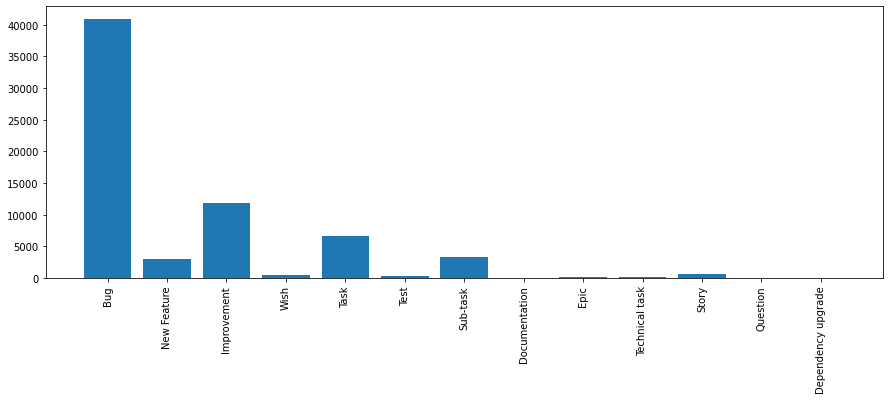 40000
35000
30000
25000
20000
15000
10000
5000
0
Bug
New Feature
Improvement
Wish
Task
Test
Sub-task
Documentation
Epic
Technical task
Story
Question
Dependency upgrade